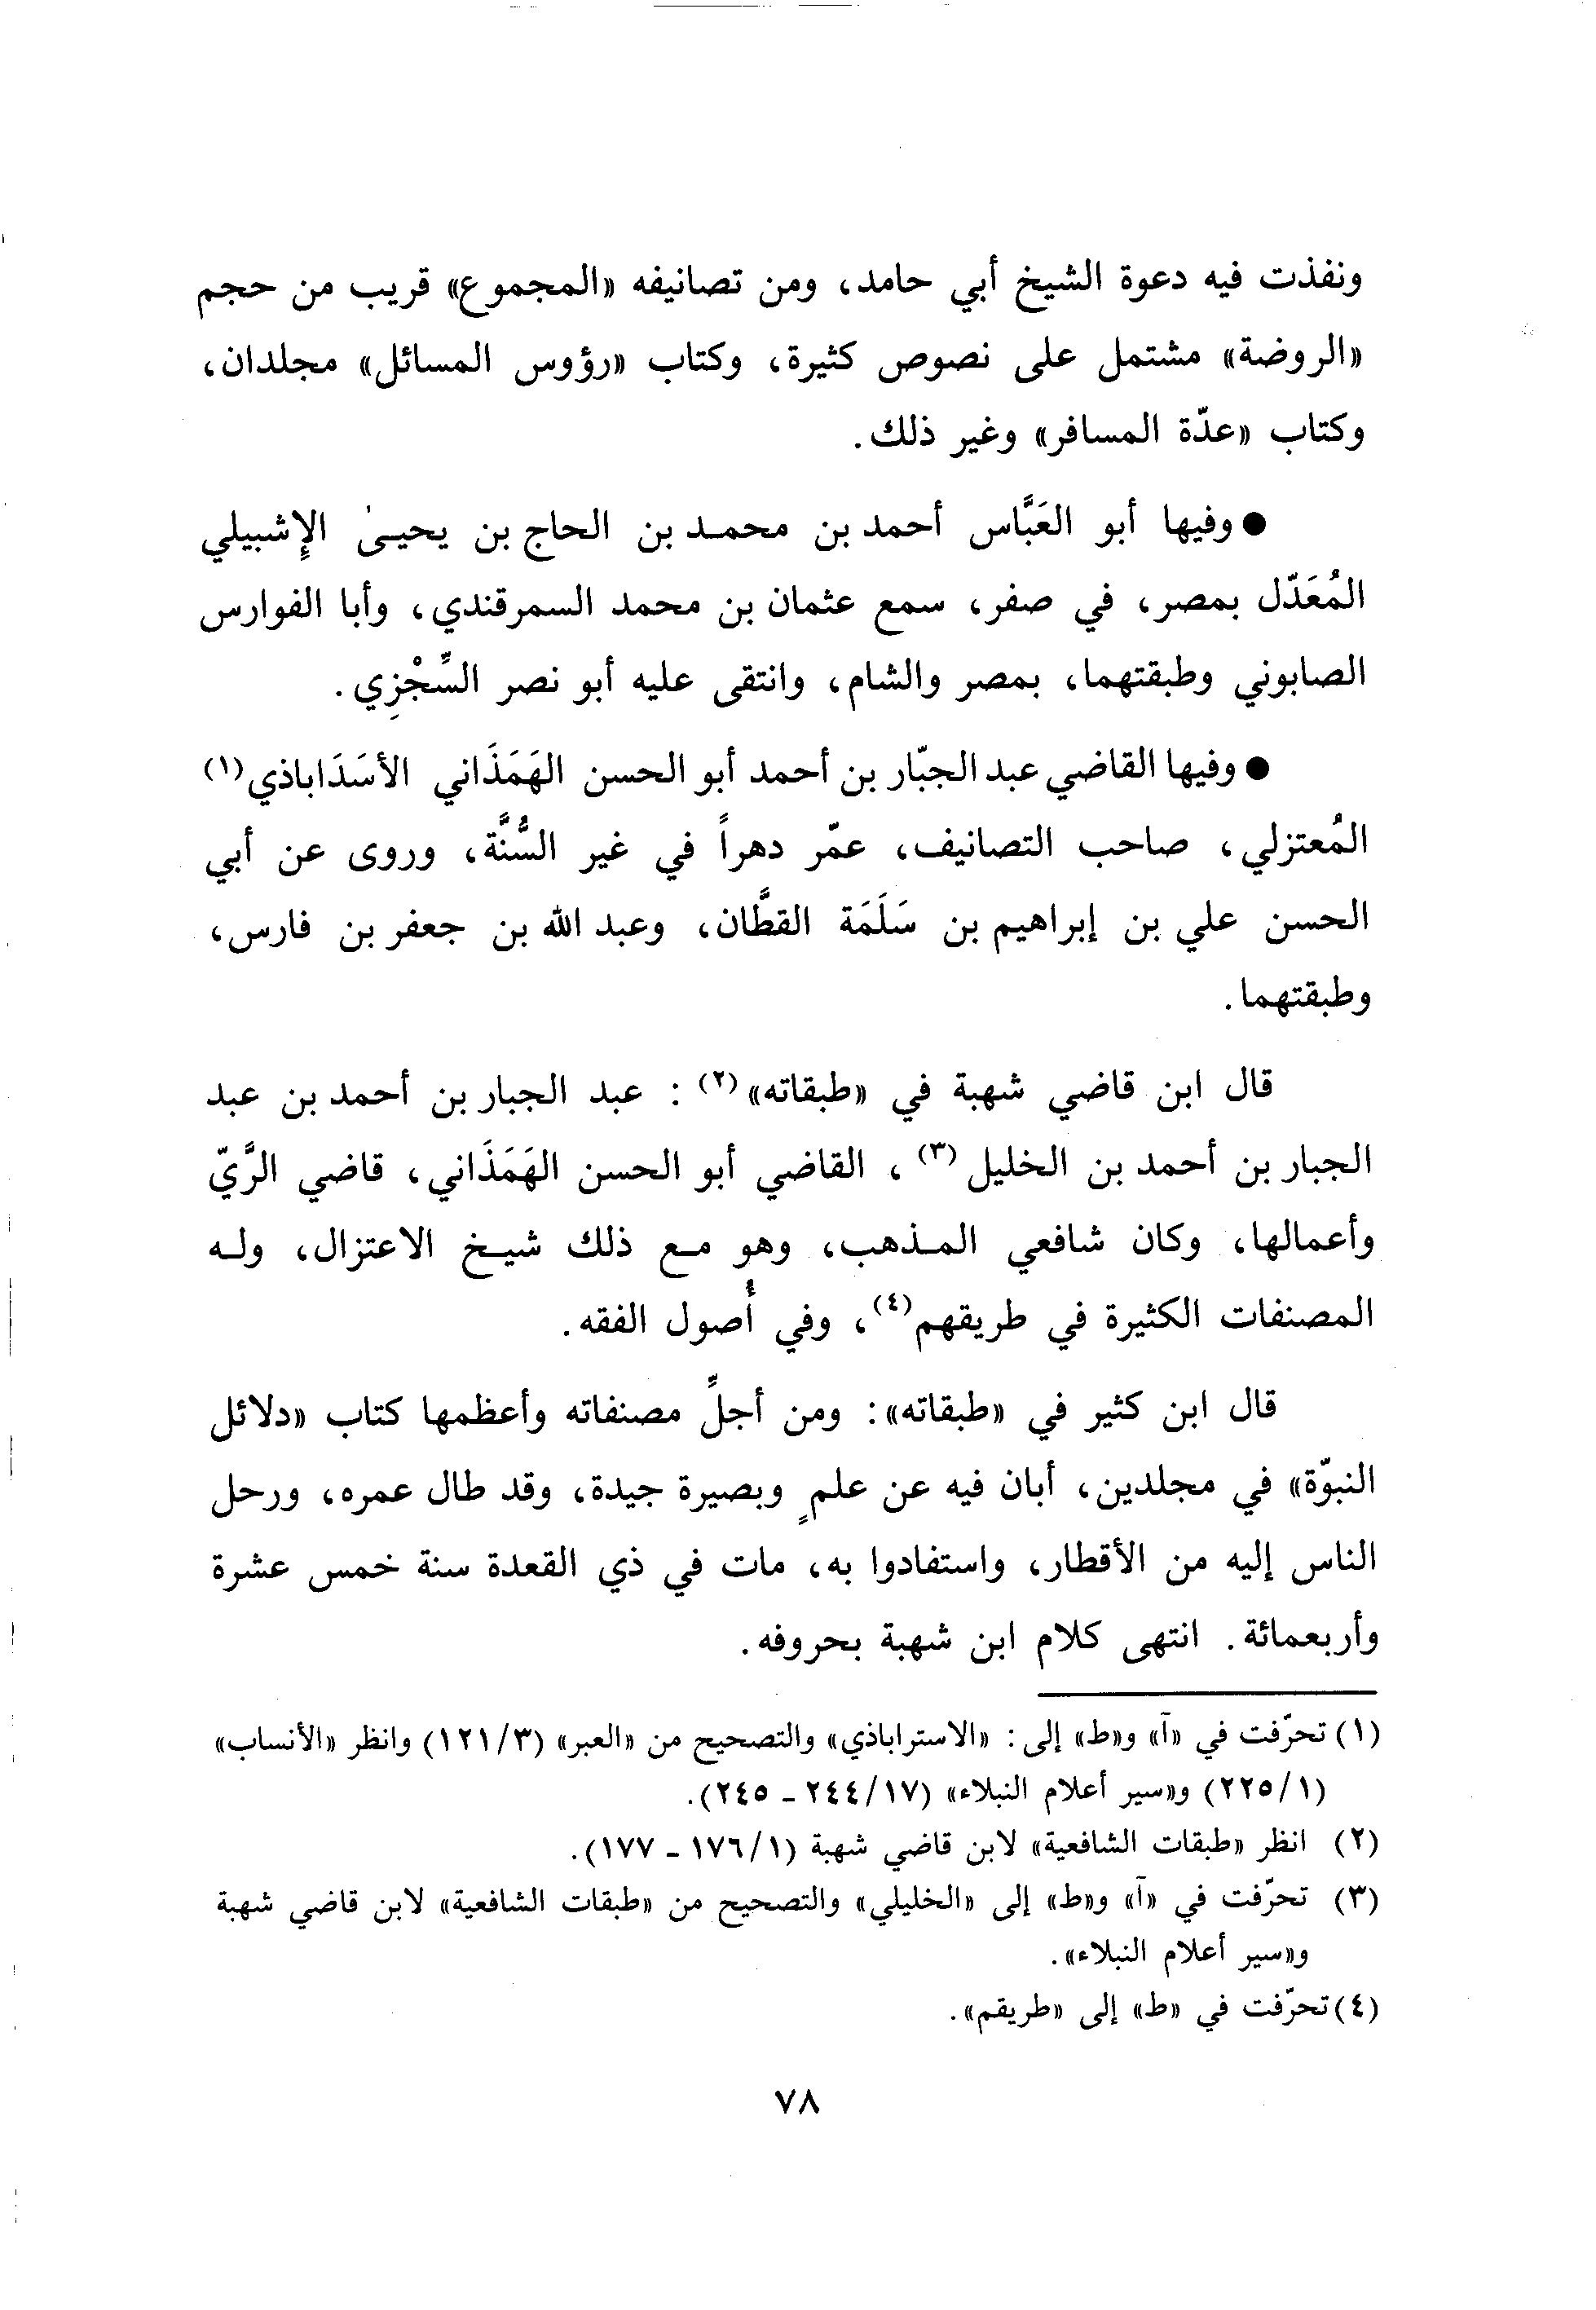 ونفذت فيه دعوة الشيخ أبي حامد، ومن تصانيفه «المجموع» قريب من حجم
«الروضة» مشتمل على نصوص كثيرة، وكتاب «رؤوس المسائل» مجلدان،
وكتاب «عدّة المسافر» وغير ذلك.
● وفيها أبو العَبَّاس أحمد بن محمد بن الحاج بن يحيىٰ الإشبيلي
المُعَدّل بمصر، في صفر، سمع عثمان بن محمد السمرقندي، وأبا الفوارس
الصابوني وطبقتهما، بمصر والشام، وانتقى عليه أبو نصر السِّجْزِي.
● وفيها القاضي عبد الجبّار بن أحمد أبو الحسن الهَمَذَاني الأسَدَاباذي(١)
المُعتزلي، صاحب التصانيف، عمّر دهراً في غير السُّنَّة، وروى عن أبي
الحسن علي بن إبراهيم بن سَلَمَة القطَّان، وعبد الله بن جعفر بن فارس،
وطبقتهما.
قال ابن قاضي شهبة في «طبقاته»(٢): عبد الجبار بن أحمد بن عبد
الجبار بن أحمد بن الخليل(٣)، القاضي أبو الحسن الهَمَذَاني، قاضي الرَّيّ
وأعمالها، وكان شافعي المذهب، وهو مع ذلك شيخ الاعتزال، وله
المصنفات الكثيرة في طريقهم(٤)، وفي أُصول الفقه.
قال ابن كثير في «طبقاته»: ومن أجلِّ مصنفاته وأعظمها كتاب «دلائل
النبوّة» في مجلدين، أبان فيه عن علمٍ وبصيرة جيدة، وقد طال عمره، ورحل
الناس إليه من الأقطار، واستفادوا به، مات في ذي القعدة سنة خمس عشرة
وأربعمائة. انتهى كلام ابن شهبة بحروفه.
(١) تحرّفت في «آ» و«ط» إلى: «الاستراباذي» والتصحيح من «العبر» (١٢١/٣) وانظر «الأنساب»
(٢٢٥/١) و«سير أعلام النبلاء» (٢٤٤/١٧ - ٢٤٥).
(٢) انظر «طبقات الشافعية» لابن قاضي شهبة (١٧٦/١ - ١٧٧).
(٣) تحرّفت في «آ» و«ط» إلى «الخليلي» والتصحيح من «طبقات الشافعية» لابن قاضي شهبة
و«سير أعلام النبلاء».
(٤) تحرّفت في «ط» إلى «طريقم».
٧٨